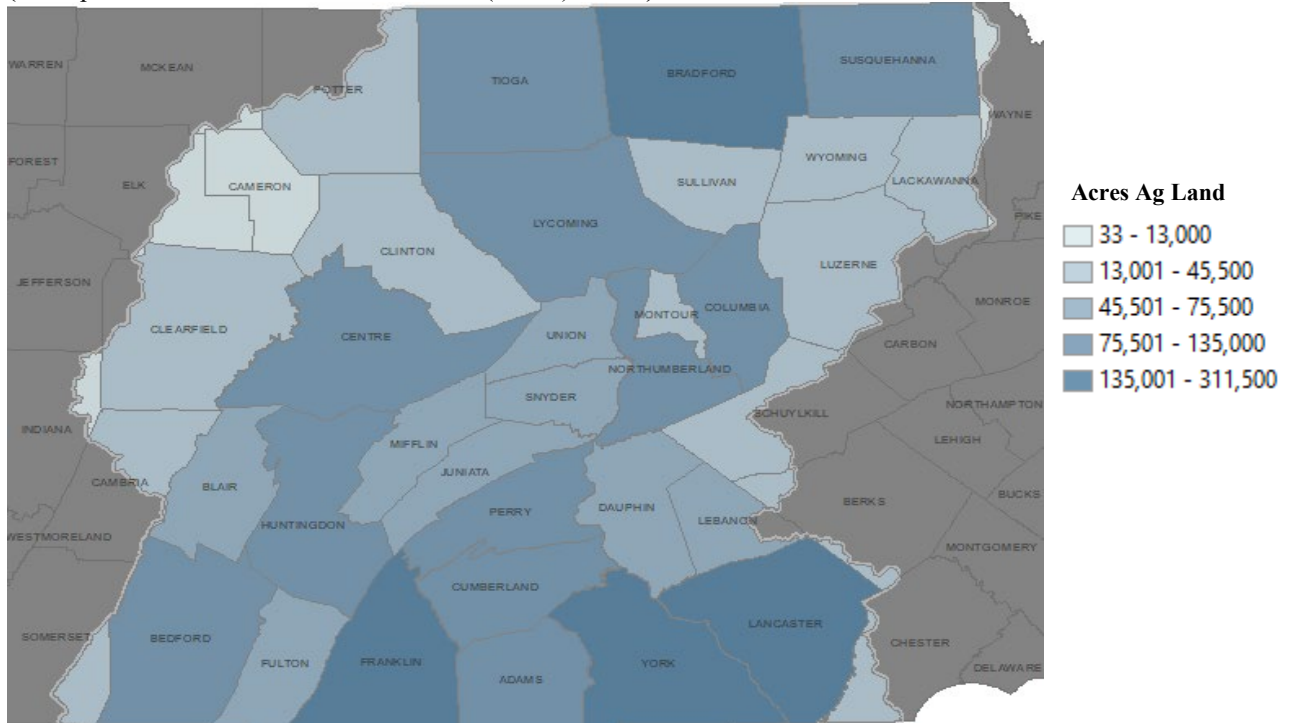 WARREN
MCKEAN
POTTER
TIOGA
BRADFORD
SUSQUEHANNA
WAYNE
FOREST
ELK
CAMERON
SULLIVAN
WYOMING
LACKAWANNA
PIKE
LYCOMING
CLINTON
LUZERNE
JEFFERSON
CLEARFIELD
CENTRE
UNION
MONTOUR
COLUMBIA
MONROE
CARBON
NORTHUMBERLAND
SNYDER
SCHUYLKILL
NORTHAMPTON
INDIANA
MIFFLIN
LEHIGH
CAMBRIA
BLAIR
JUNIATA
BERKS
BUCKS
HUNTINGDON
PERRY
DAUPHIN
LEBANON
WESTMORELAND
MONTGOMERY
CUMBERLAND
SOMERSET
BEDFORD
LANCASTER
CHESTER
FULTON
FRANKLIN
ADAMS
YORK
DELAWARE
Acres Ag Land
33 - 13,000
13,001 - 45,500
45,501 - 75,500
75,501 - 135,000
135,001 - 311,500